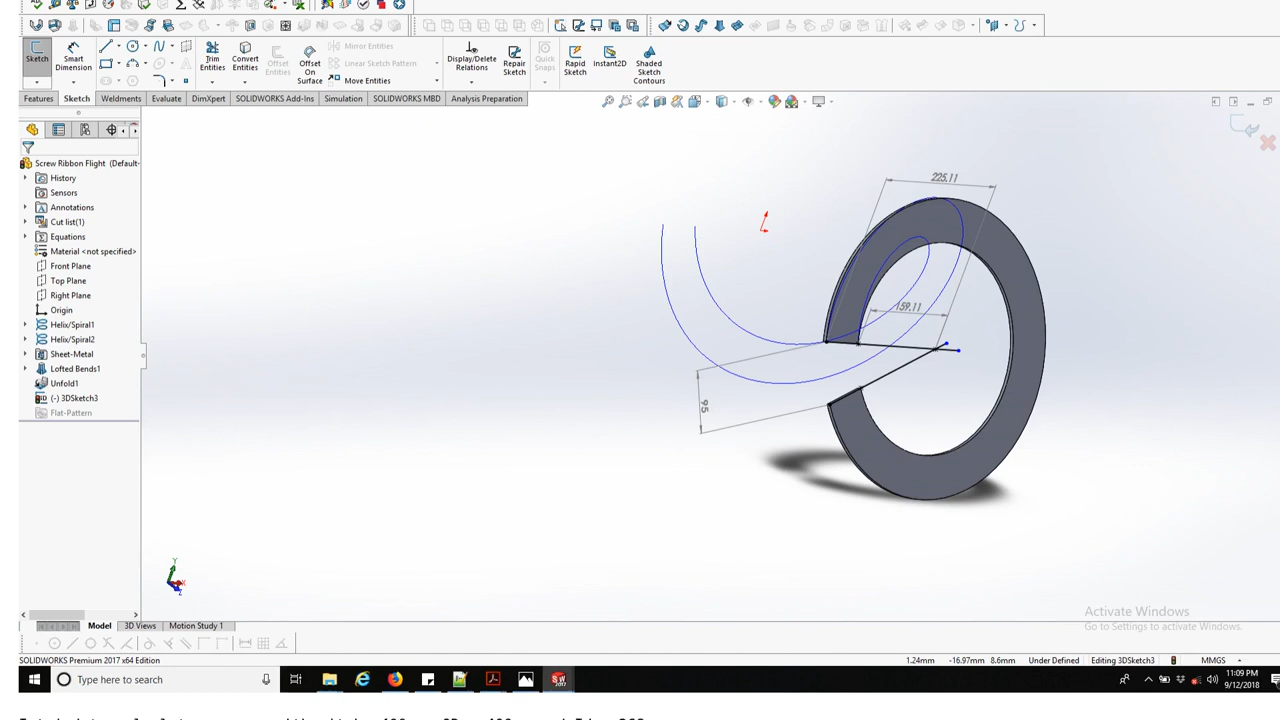 Mirror Entities
Sketch
Smart Dimension
Trim Entities
Convert Entities
Offset Entities
Offset On Surface
Linear Sketch Pattern
Move Entities
Display/Delete Relations
Repair Sketch
Quick Snaps
Rapid Sketch
Instant2D
Shaded Sketch Contours
Features Sketch Weldments Evaluate DimXpert SOLIDWORKS Add-Ins Simulation SOLIDWORKS MBD Analysis Preparation
Screw Ribbon Flight (Default-
History
Sensors
Annotations
Cut list(1)
Equations
Material <not specified>
Front Plane
Top Plane
Right Plane
Origin
Helix/Spiral1
Helix/Spiral2
Sheet-Metal
Lofted Bends1
Unfold1
(-) 3DSketch3
Flat-Pattern
225.11
159.11
95
Y
X
Z
Activate Windows
Go to Settings to activate Windows.
Model 3D Views Motion Study 1
SOLIDWORKS Premium 2017 x64 Edition
1.24mm -16.97mm 8.6mm Under Defined Editing 3DSketch3 MMGS
Type here to search
11:09 PM
9/12/2018